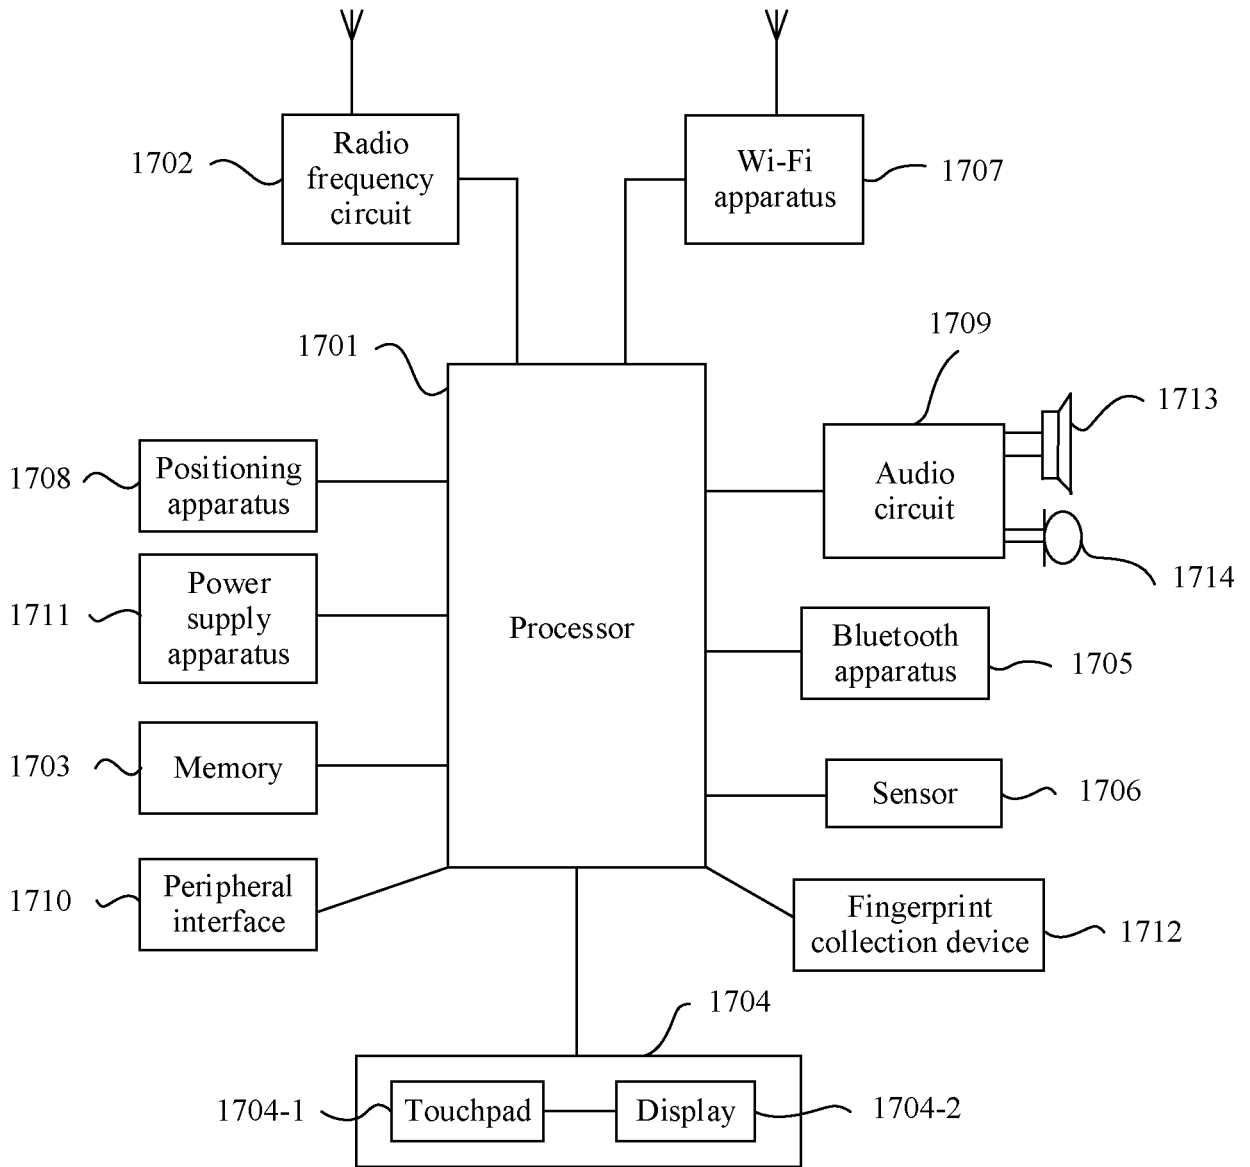 1702
Radio
frequency
circuit
Wi-Fi
apparatus
1707
1701
1709
1713
1708
Positioning
apparatus
Audio
circuit
1714
1711
Power
supply
apparatus
Processor
Bluetooth
apparatus
1705
1703
Memory
Sensor
1706
1710
Peripheral
interface
Fingerprint
collection device
1712
1704
1704-1
Touchpad
Display
1704-2